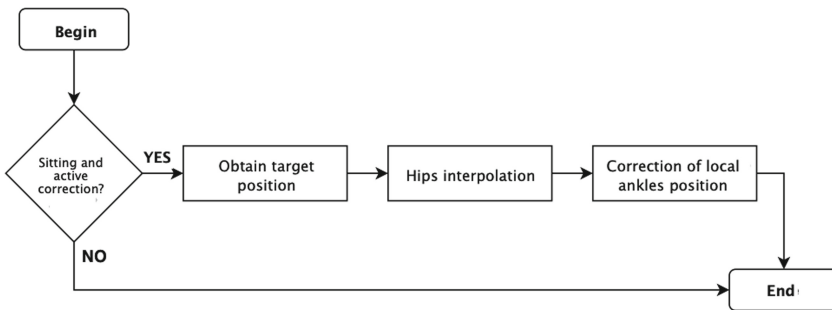 Begin
Sitting and
active
correction?
YES
Obtain target
position
Hips interpolation
Correction of local
ankles position
NO
End